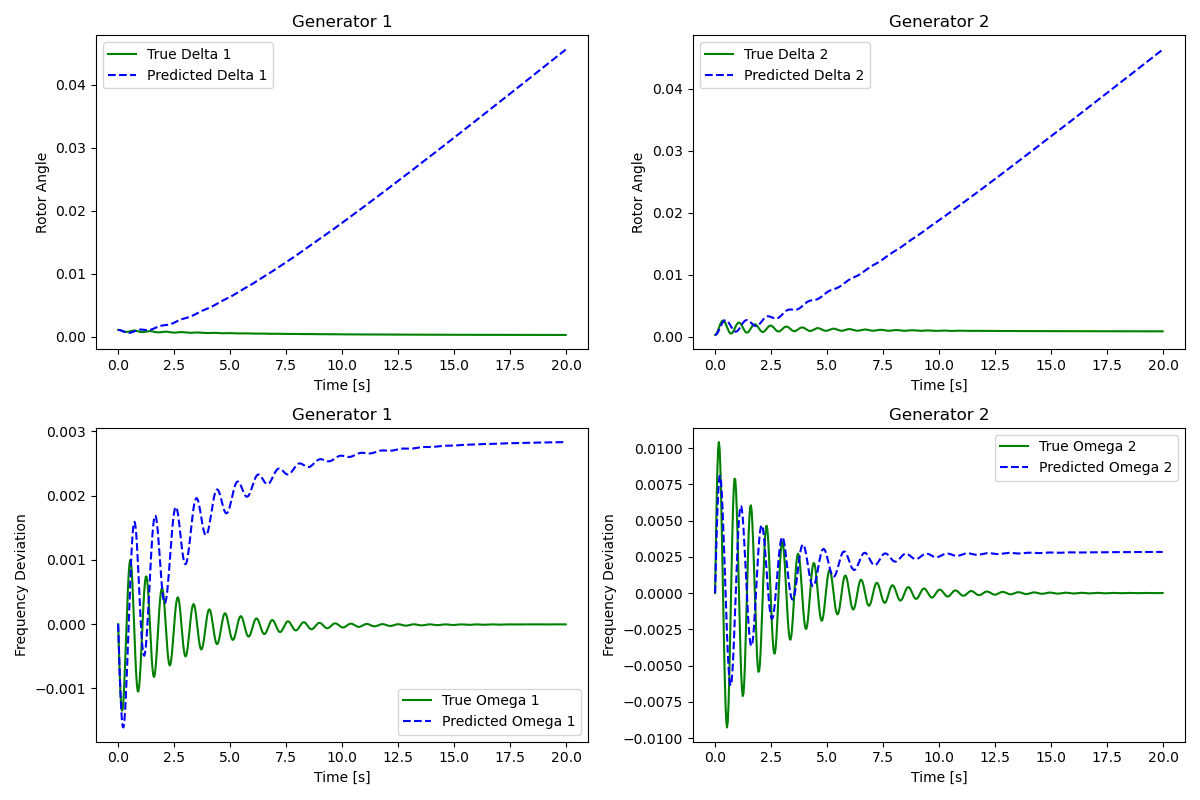 Generator 1
True Delta 1
Predicted Delta 1
Rotor Angle
0.04
0.03
0.02
0.01
0.00
0.0 2.5 5.0 7.5 10.0 12.5 15.0 17.5 20.0
Time [s]
Generator 2
True Delta 2
Predicted Delta 2
Rotor Angle
0.04
0.03
0.02
0.01
0.00
0.0 2.5 5.0 7.5 10.0 12.5 15.0 17.5 20.0
Time [s]
Generator 1
Frequency Deviation
0.003
0.002
0.001
0.000
−0.001
True Omega 1
Predicted Omega 1
0.0 2.5 5.0 7.5 10.0 12.5 15.0 17.5 20.0
Time [s]
Generator 2
True Omega 2
Predicted Omega 2
Frequency Deviation
0.0100
0.0075
0.0050
0.0025
0.0000
−0.0025
−0.0050
−0.0075
−0.0100
0.0 2.5 5.0 7.5 10.0 12.5 15.0 17.5 20.0
Time [s]